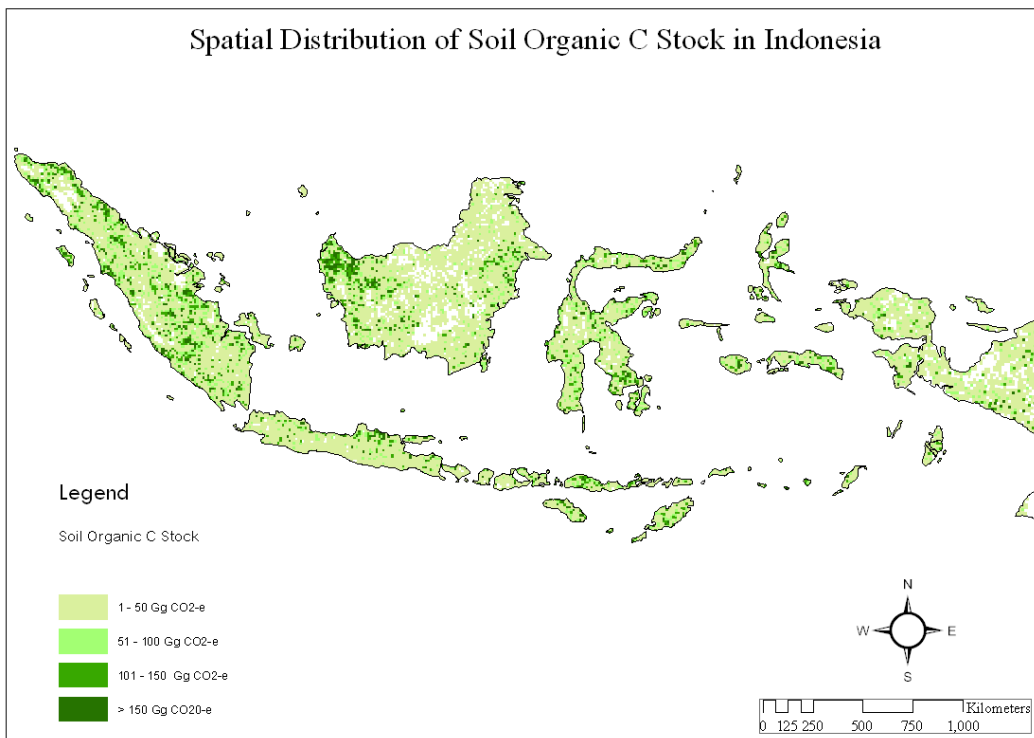 Spatial Distribution of Soil Organic C Stock in Indonesia
Legend
Soil Organic C Stock
1 - 50 Gg CO2-e
51 - 100 Gg CO2-e
101 - 150 Gg CO2-e
> 150 Gg CO20-e
N
W E
S
Kilometers
0 125 250 500 750 1,000